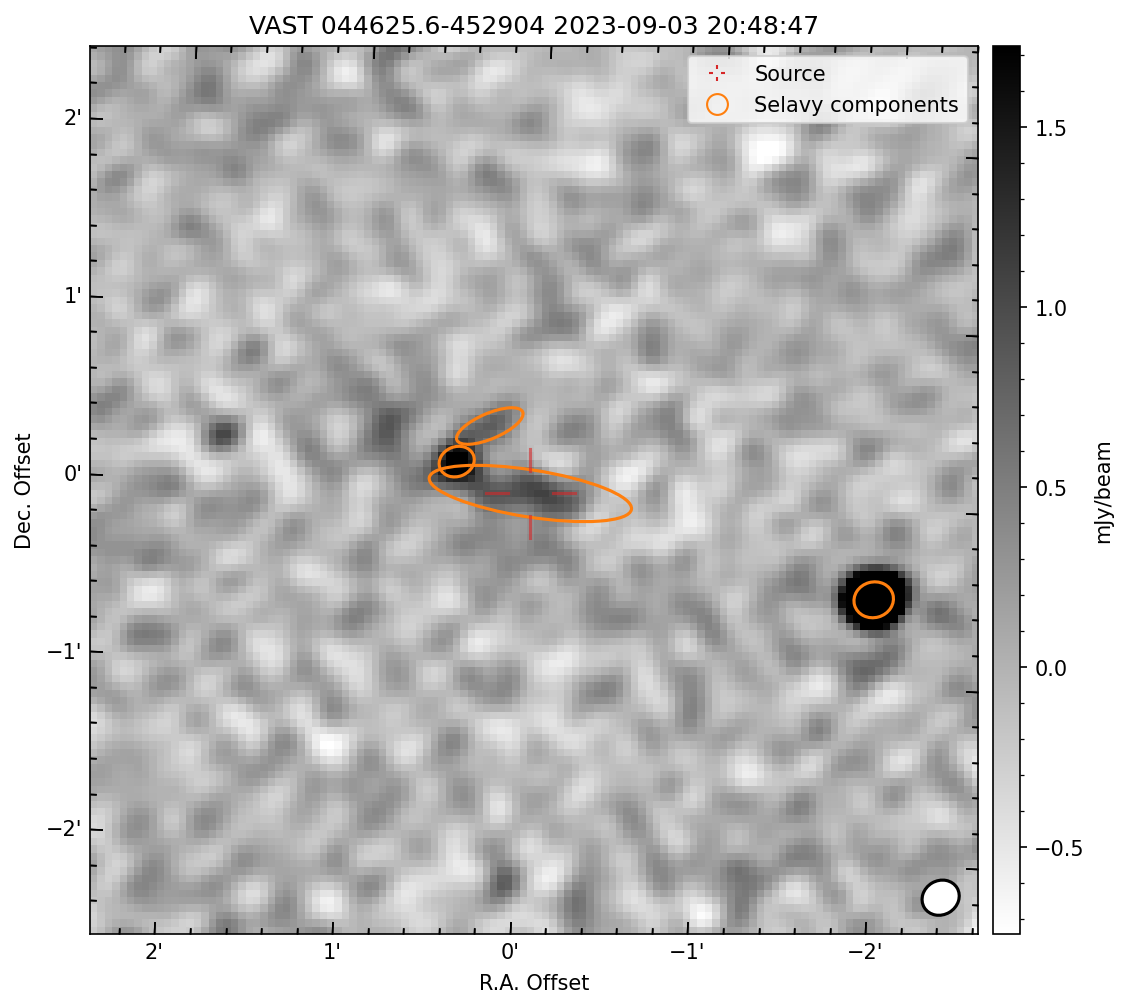 VAST 044625.6-452904 2023-09-03 20:48:47
Source
Selavy components
2'
1'
0'
−1'
−2'
Dec. Offset
2'
1'
0'
−1'
−2'
R.A. Offset
1.5
1.0
0.5
0.0
−0.5
mJy/beam